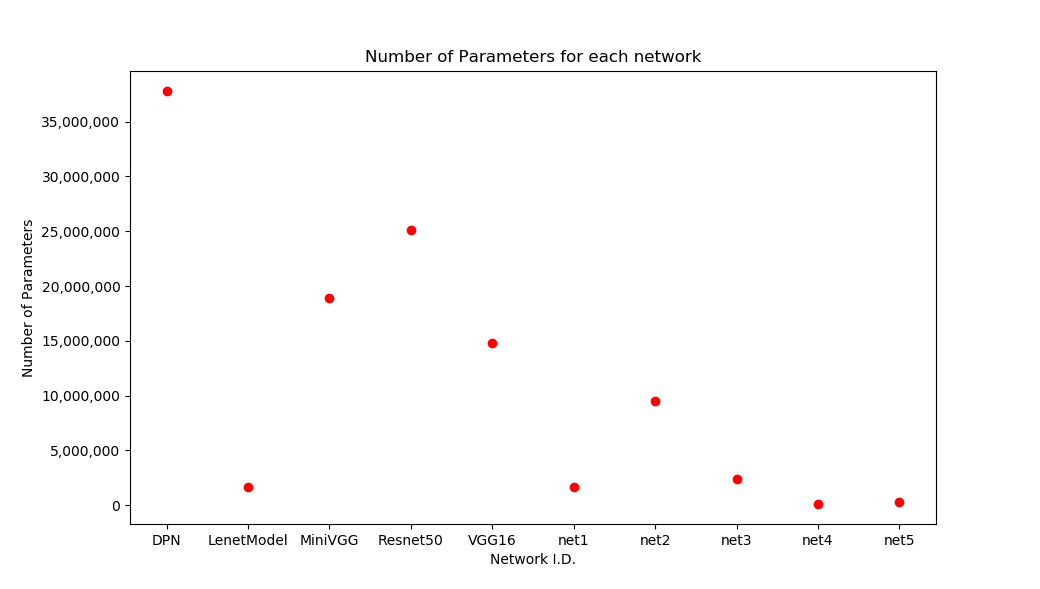 Number of Parameters for each network
Number of Parameters
35,000,000
30,000,000
25,000,000
20,000,000
15,000,000
10,000,000
5,000,000
0
DPN LenetModel MiniVGG Resnet50 VGG16 net1 net2 net3 net4 net5
Network I.D.